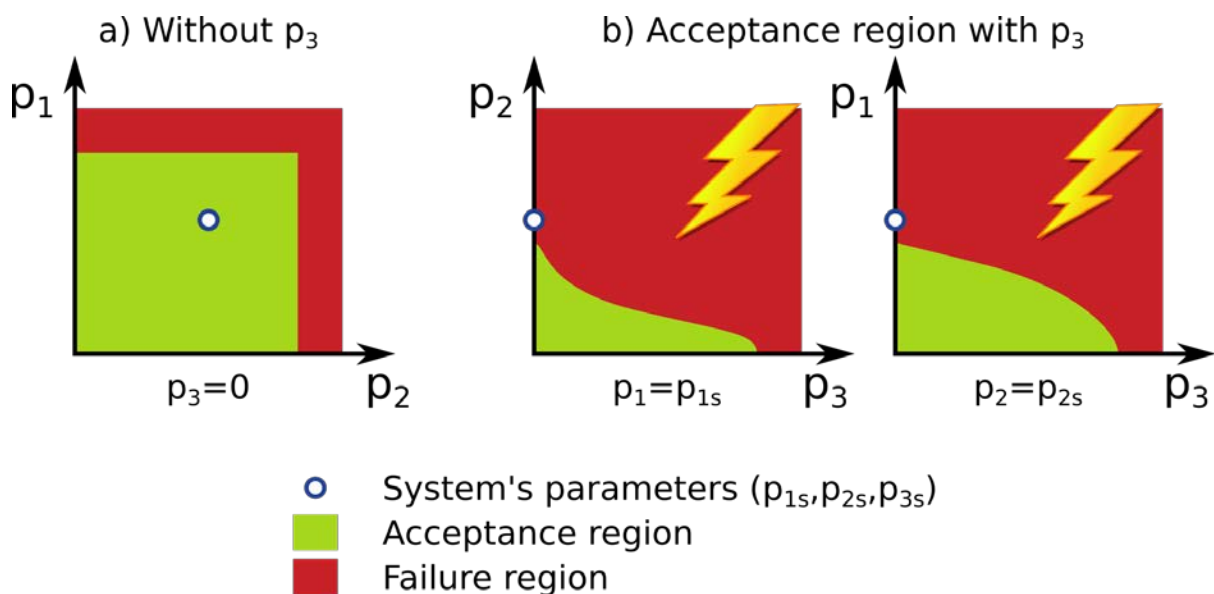 a) Without p₃
b) Acceptance region with p₃
p₁
p₂
p₁
p₃=0
p₂
p₁=p₁ₛ
p₃
p₂=p₂ₛ
p₃
System's parameters (p₁ₛ,p₂ₛ,p₃ₛ)
Acceptance region
Failure region